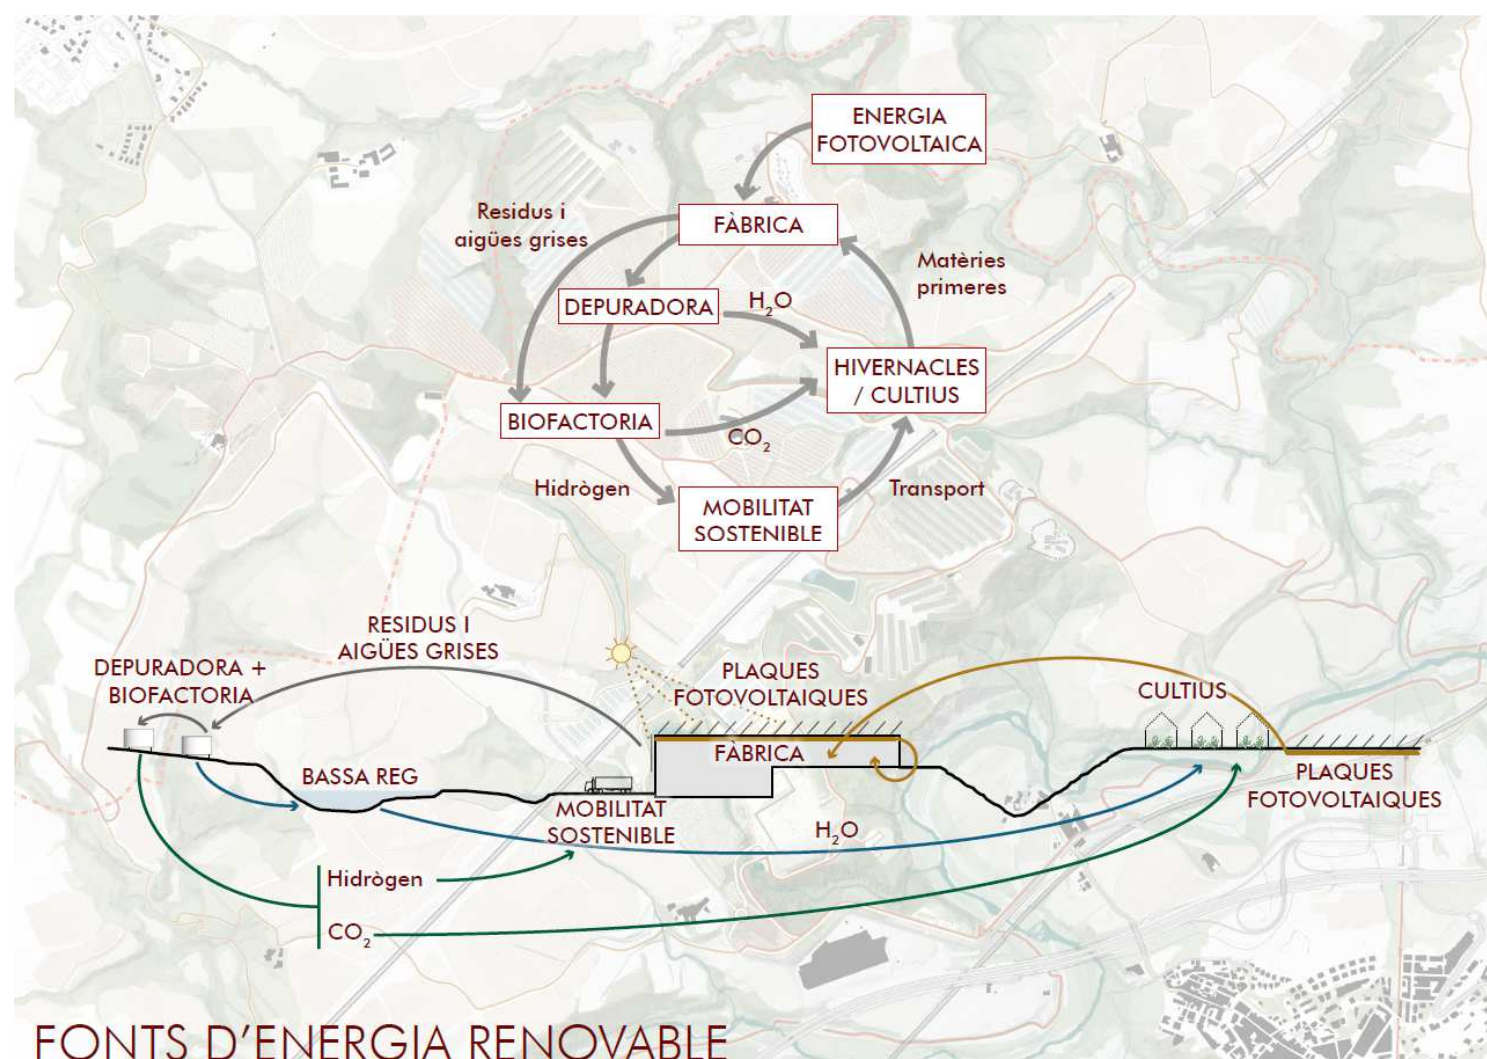 ENERGIA
FOTOVOLTAICA
Residus i
aigües grises
FÀBRICA
Matèries
primeres
DEPURADORA
H₂O
HIVERNACLES
/ CULTIUS
BIOFACTORIA
CO₂
Hidrògen
Transport
MOBILITAT
SOSTENIBLE
RESIDUS I
AIGÜES GRISES
DEPURADORA +
BIOFACTORIA
PLAQUES
FOTOVOLTAIQUES
CULTIUS
FÀBRICA
BASSA REG
PLAQUES
FOTOVOLTAIQUES
MOBILITAT
SOSTENIBLE
H₂O
Hidrògen
CO₂
FONTS D'ENERGIA RENOVABLE